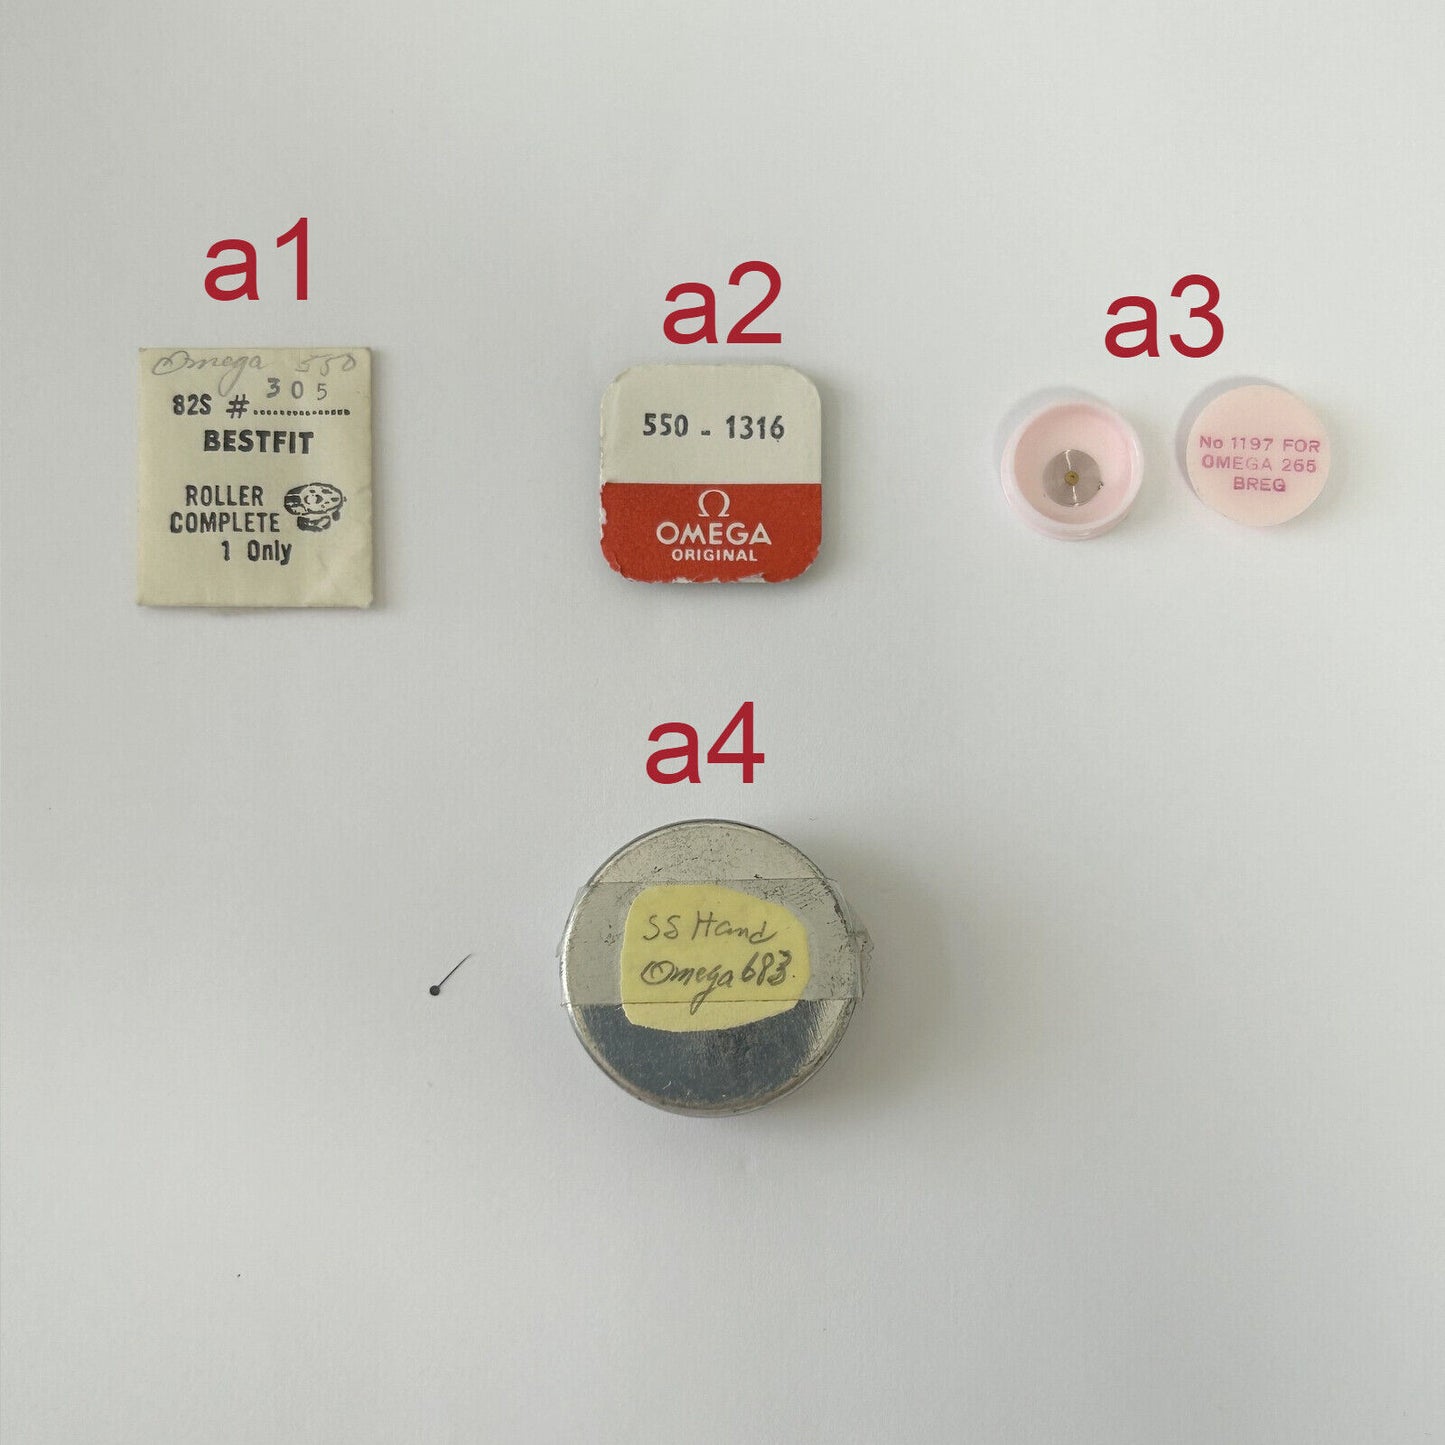 a1
Omega 550
82S # 305
BESTFIT
ROLLER
COMPLETE
1 Only
a2
550 - 1316
Ω
OMEGA
ORIGINAL
a3
No 1197 FOR
OMEGA 265
BREG
a4
SS Hand
Omega 683